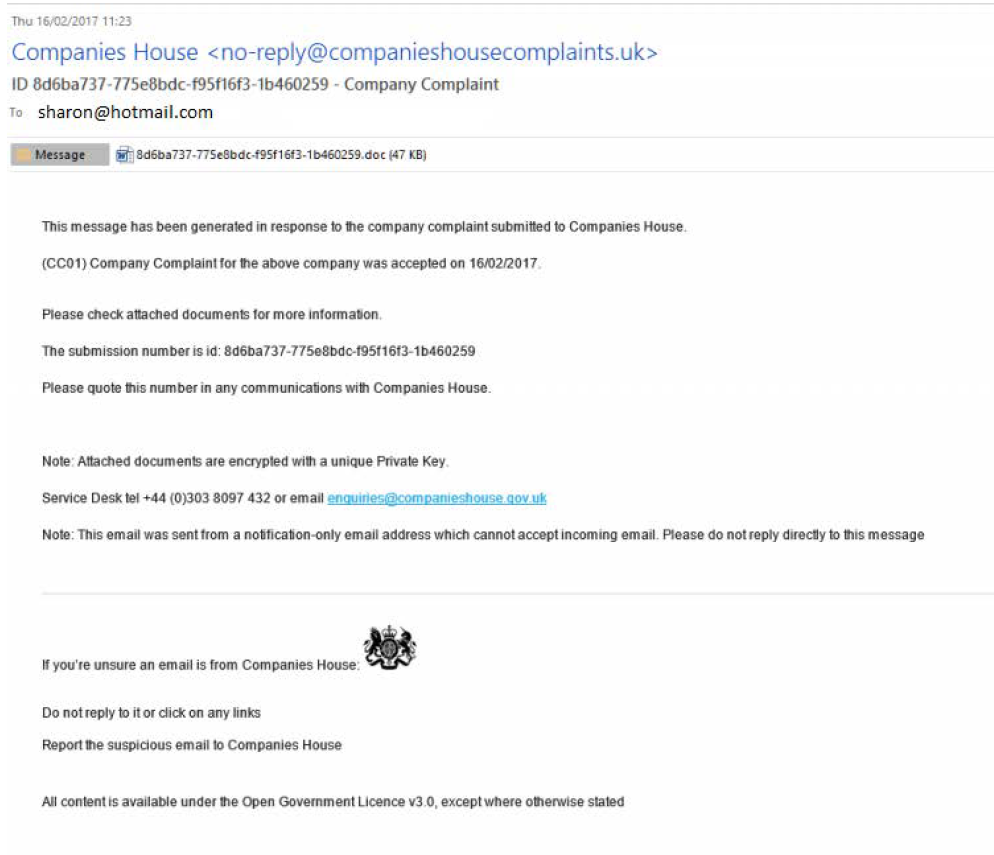 Thu 16/02/2017 11:23
Companies House <no-reply@companieshousecomplaints.uk>
ID 8d6ba737-775e8bdc-f95f16f3-1b460259 - Company Complaint
To sharon@hotmail.com
Message 8d6ba737-775e8bdc-f95f16f3-1b460259.doc (47 KB)
This message has been generated in response to the company complaint submitted to Companies House.
(CC01) Company Complaint for the above company was accepted on 16/02/2017.
Please check attached documents for more information.
The submission number is id: 8d6ba737-775e8bdc-f95f16f3-1b460259
Please quote this number in any communications with Companies House.
Note: Attached documents are encrypted with a unique Private Key.
Service Desk tel +44 (0)303 8097 432 or email enquiries@companieshouse.gov.uk
Note: This email was sent from a notification-only email address which cannot accept incoming email. Please do not reply directly to this message
If you're unsure an email is from Companies House:
Do not reply to it or click on any links
Report the suspicious email to Companies House
All content is available under the Open Government Licence v3.0, except where otherwise stated